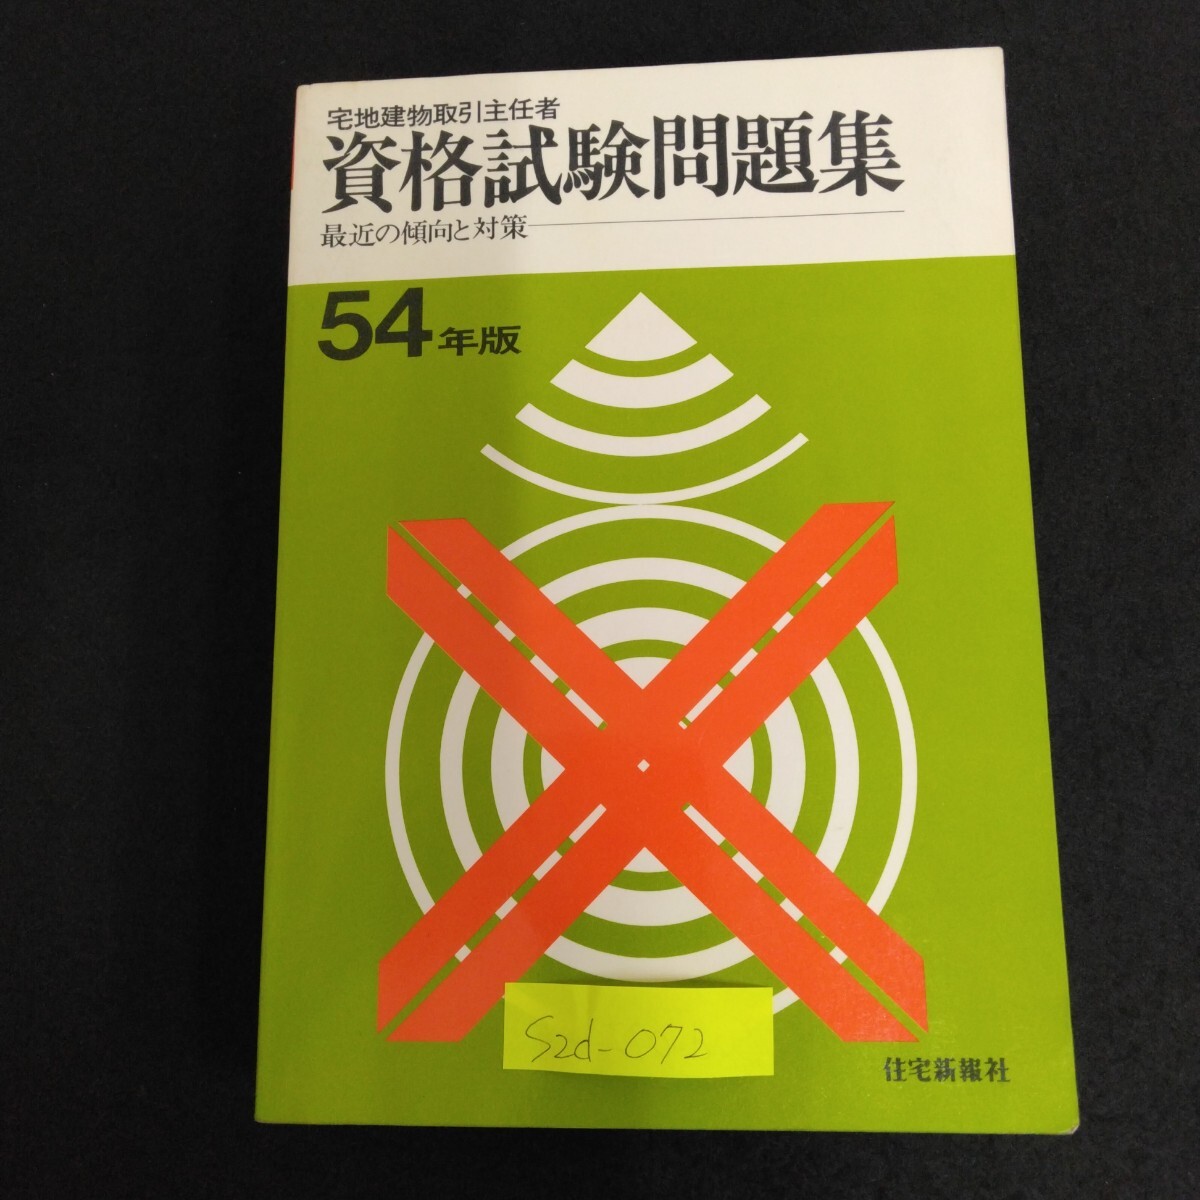 宅地建物取引主任者
資格試験問題集
最近の傾向と対策
54年版
S2d-072
住宅新報社